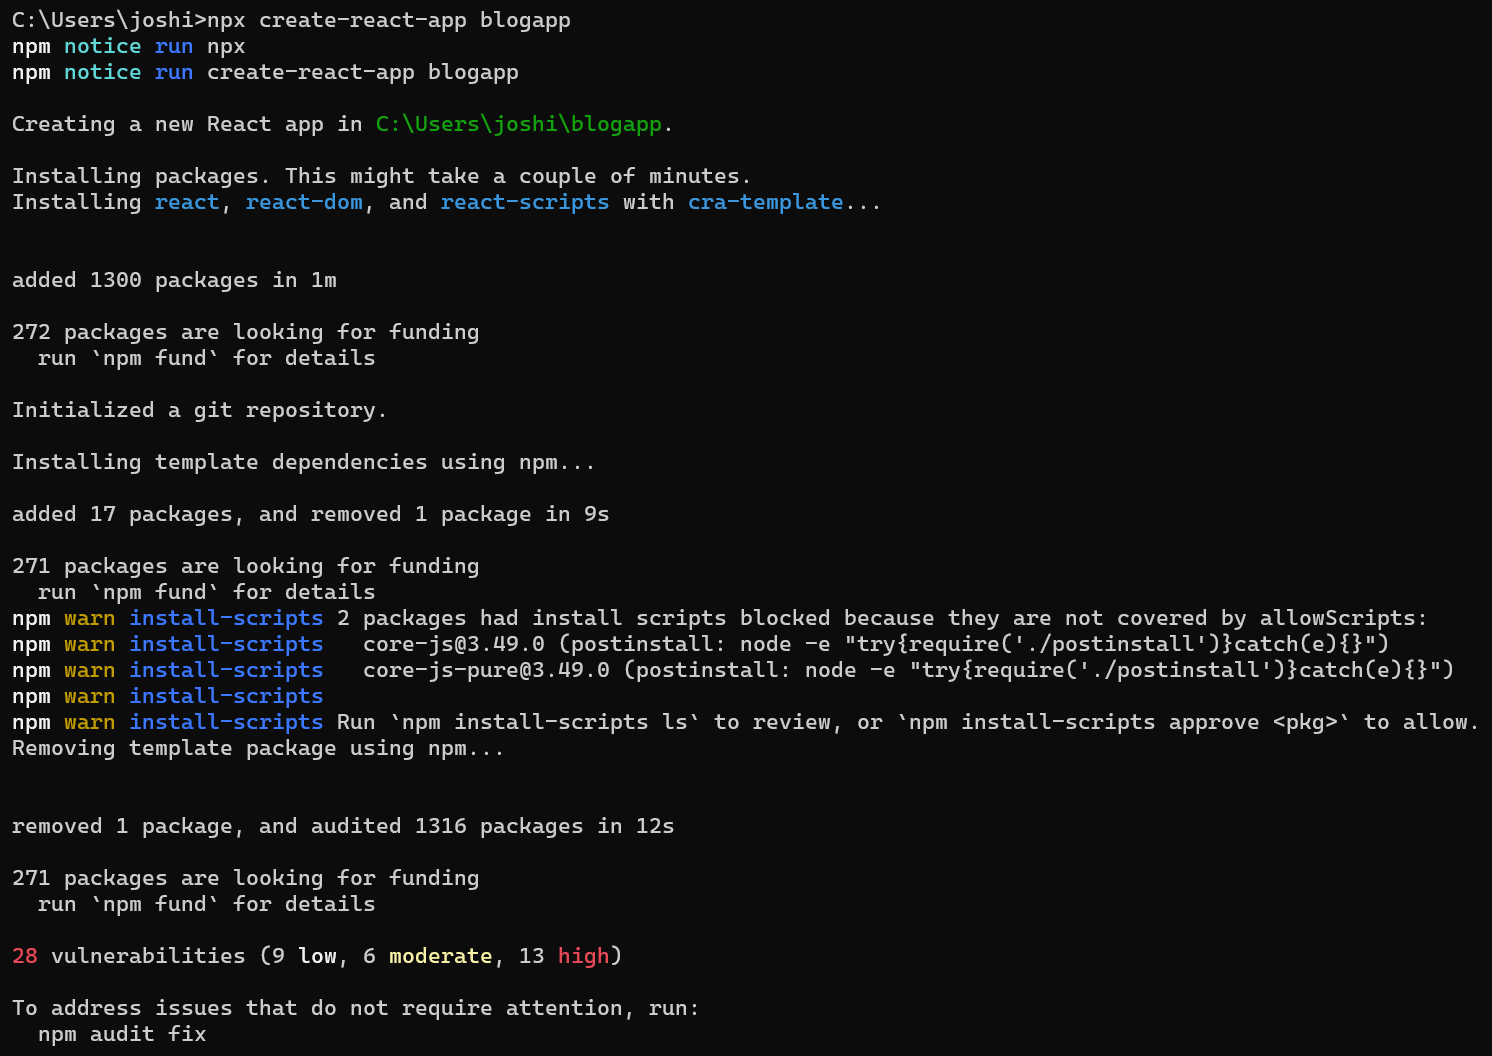 C:\Users\joshi>npx create-react-app blogapp
npm notice run npx
npm notice run create-react-app blogapp
Creating a new React app in C:\Users\joshi\blogapp.
Installing packages. This might take a couple of minutes.
Installing react, react-dom, and react-scripts with cra-template...
added 1300 packages in 1m
272 packages are looking for funding
  run `npm fund` for details
Initialized a git repository.
Installing template dependencies using npm...
added 17 packages, and removed 1 package in 9s
271 packages are looking for funding
  run `npm fund` for details
npm warn install-scripts 2 packages had install scripts blocked because they are not covered by allowScripts:
npm warn install-scripts   core-js@3.49.0 (postinstall: node -e "try{require('./postinstall')}catch(e){}")
npm warn install-scripts   core-js-pure@3.49.0 (postinstall: node -e "try{require('./postinstall')}catch(e){}")
npm warn install-scripts
npm warn install-scripts Run `npm install-scripts ls` to review, or `npm install-scripts approve <pkg>` to allow.
Removing template package using npm...
removed 1 package, and audited 1316 packages in 12s
271 packages are looking for funding
  run `npm fund` for details
28 vulnerabilities (9 low, 6 moderate, 13 high)
To address issues that do not require attention, run:
  npm audit fix